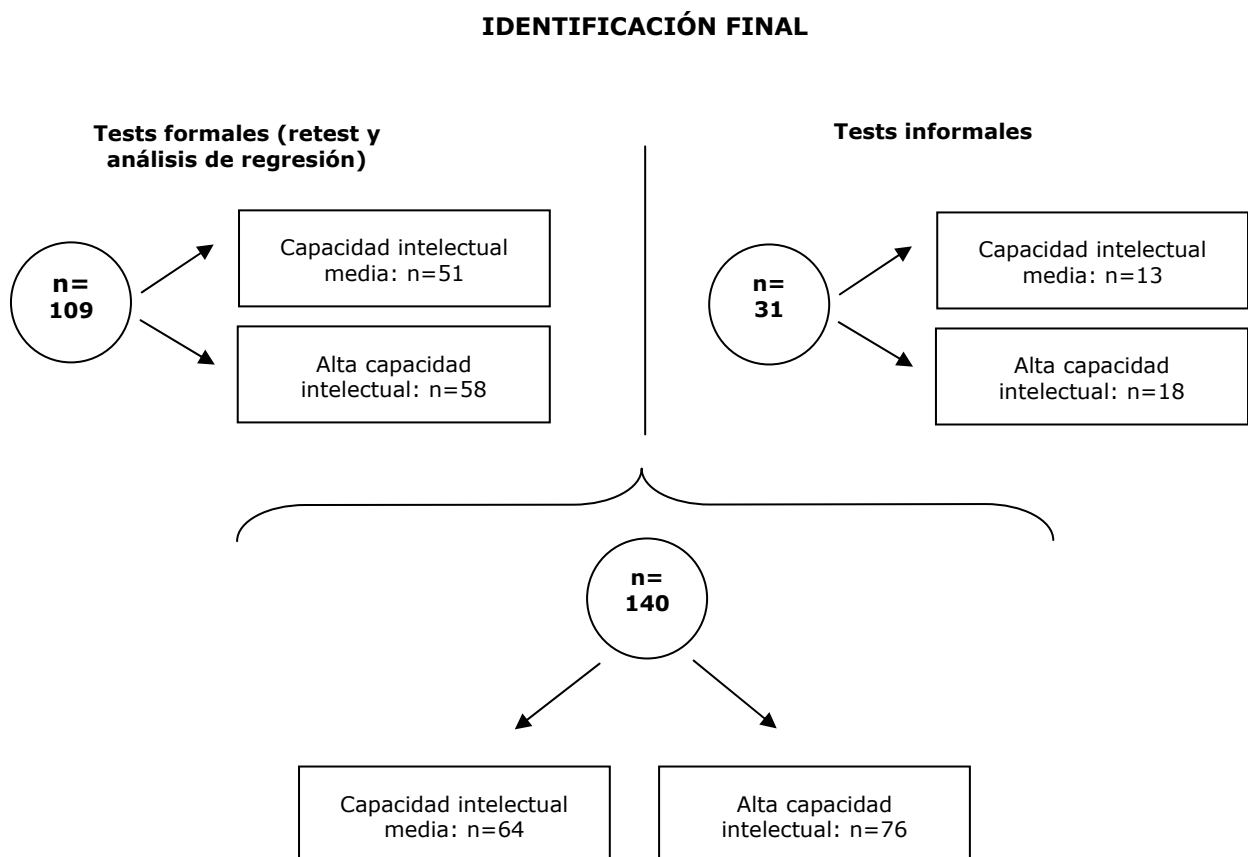 IDENTIFICACIÓN FINAL
Tests formales (retest y
análisis de regresión)
n=
109
Capacidad intelectual
media: n=51
Alta capacidad
intelectual: n=58
Tests informales
n=
31
Capacidad intelectual
media: n=13
Alta capacidad
intelectual: n=18
n=
140
Capacidad intelectual
media: n=64
Alta capacidad
intelectual: n=76